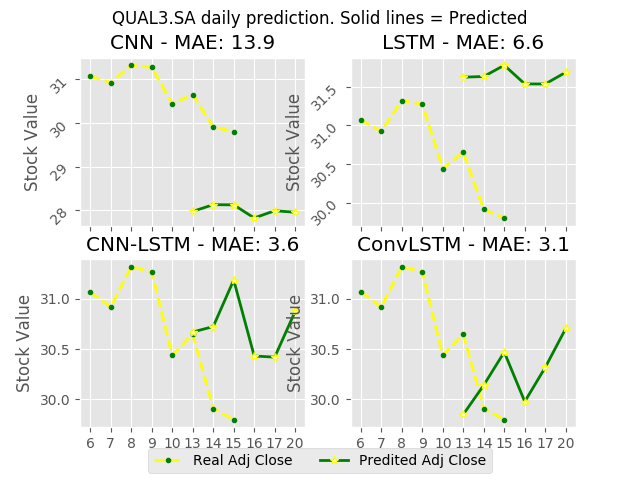 QUAL3.SA daily prediction. Solid lines = Predicted
CNN - MAE: 13.9
LSTM - MAE: 6.6
Stock Value
31
30
29
28
Stock Value
31.5
31.0
30.5
30.0
CNN-LSTM - MAE: 3.6
ConvLSTM - MAE: 3.1
Stock Value
31.0
30.5
30.0
6 7 8 9 10 13 14 15 16 17 20
Stock Value
31.0
30.5
30.0
6 7 8 9 10 13 14 15 16 17 20
Real Adj Close
Predited Adj Close